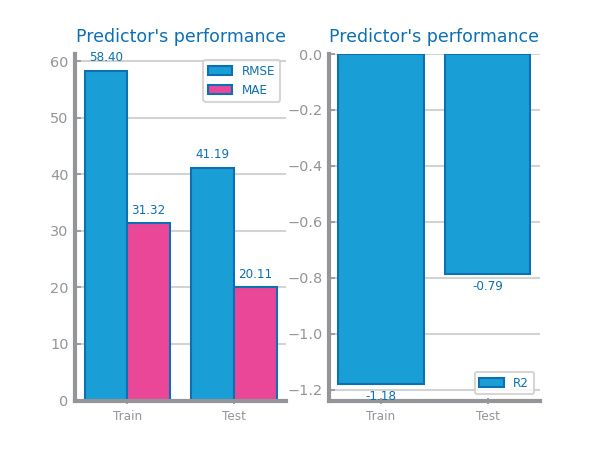 Predictor's performance
60
50
40
30
20
10
0
58.40
31.32
41.19
20.11
RMSE
MAE
Train
Test
Predictor's performance
0.0
−0.2
−0.4
−0.6
−0.8
−1.0
−1.2
-1.18
-0.79
R2
Train
Test